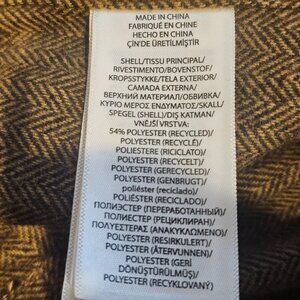 MADE IN CHINA
FABRIQUÉ EN CHINE
HECHO EN CHINA
ÇİN'DE ÜRETİLMİŞTİR
SHELL/TISSU PRINCIPAL/
RIVESTIMENTO/BOVENSTOF/
KROPSSTYKKE/TELA EXTERIOR/
CAMADA EXTERNA/
ВЕРХНИЙ МАТЕРИАЛ/ОБВИВКА/
ΚΥΡΙΟ ΜΕΡΟΣ ΕΝΔΥΜΑΤΟΣ/SKALL/
SPEGEL (SHELL)/DIŞ KATMAN/
VNĚJŠÍ VRSTVA:
54% POLYESTER (RECYCLED)/
POLYESTER (RECYCLÉ)/
POLIESTERE (RICICLATO)/
POLYESTER (RECYCELT)/
POLYESTER (GERECYCLED)/
POLYESTER (GENBRUGT)/
poliéster (reciclado)/
POLIÉSTER (RECICLADO)/
ПОЛИЭСТЕР (ПЕРЕРАБОТАННЫЙ)/
ПОЛИЕСТЕР (РЕЦИКЛИРАН)/
ΠΟΛΥΕΣΤΕΡΑΣ (ΑΝΑΚΥΚΛΩΜΕΝΟ)/
POLYESTER (RESIRKULERT)/
POLYESTER (ÅTERVUNNEN)/
POLYESTER (GERİ
DÖNÜŞTÜRÜLMÜŞ)/
POLYESTER (RECYKLOVANÝ)